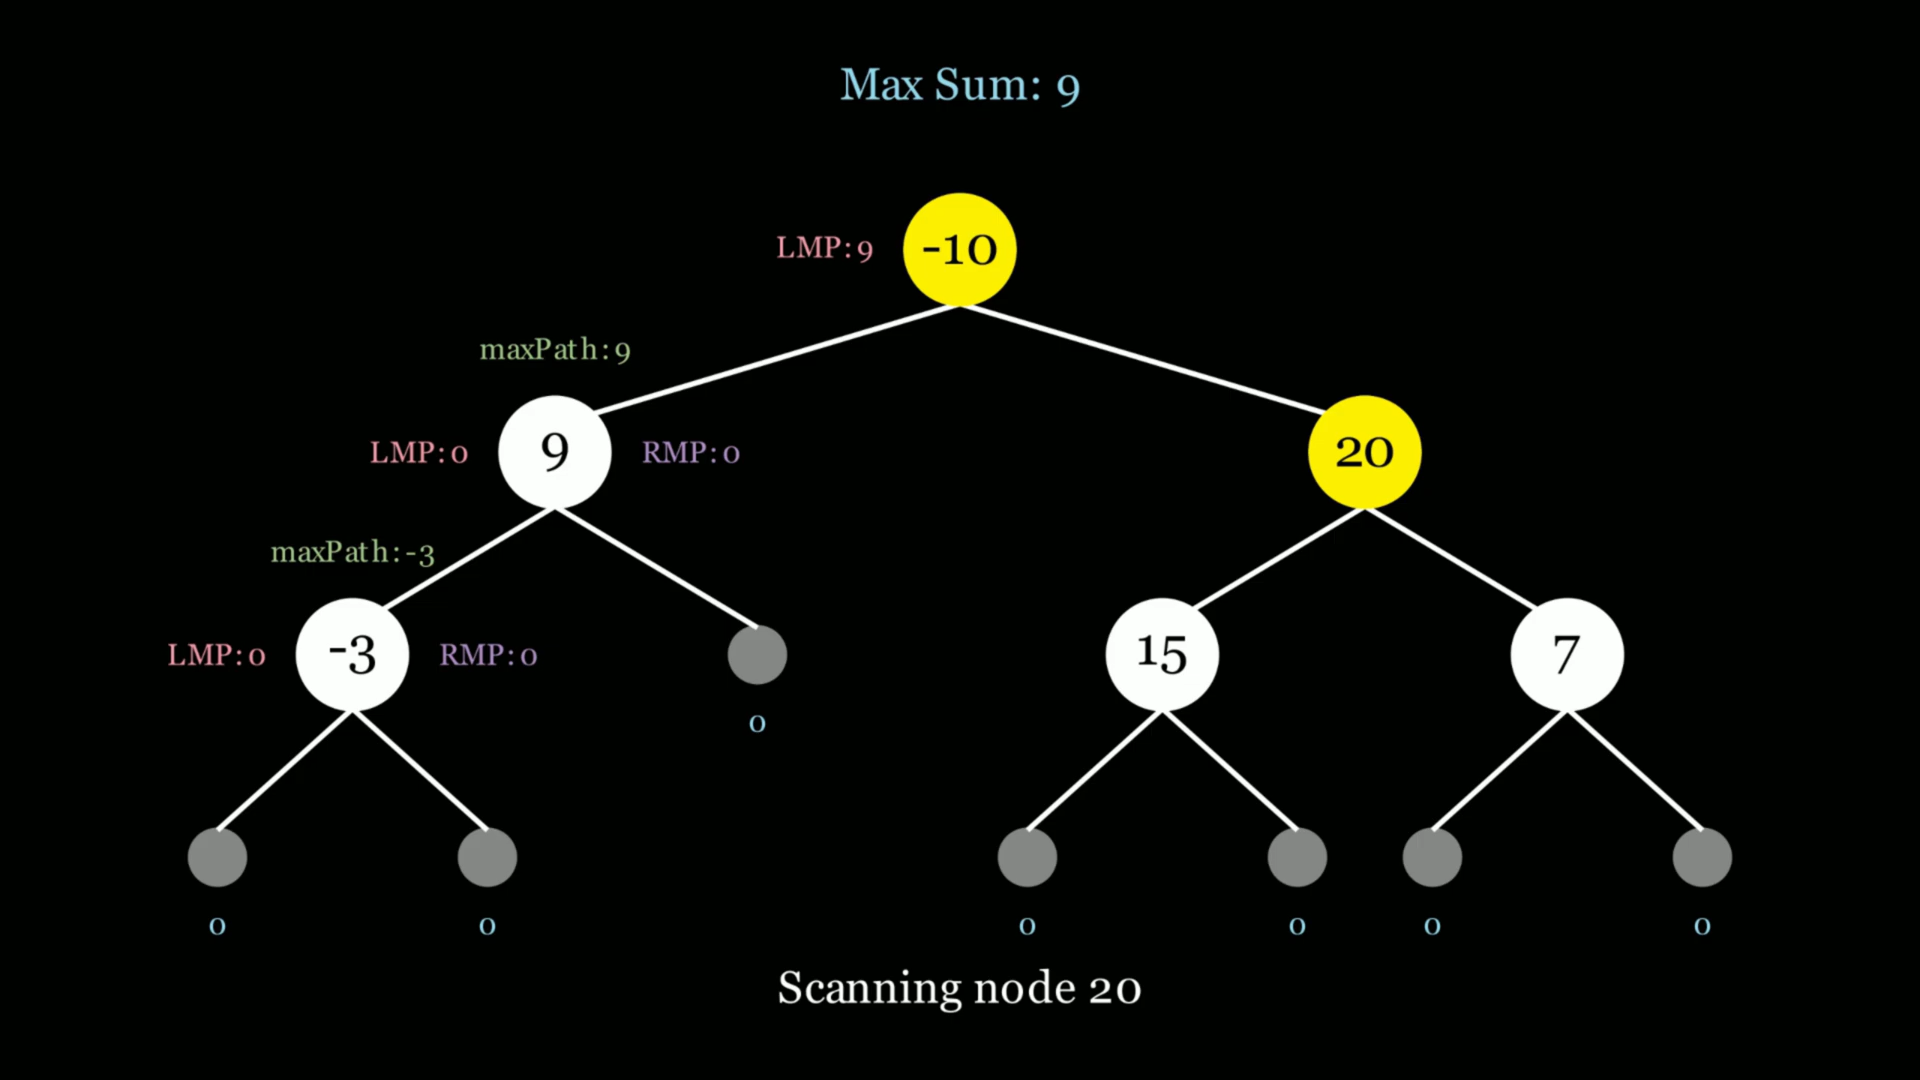 Max Sum: 9
LMP:9
-10
maxPath:9
LMP:0
9
RMP:0
20
maxPath:-3
LMP:0
-3
RMP:0
15
7
0
0
0
0
0
0
0
Scanning node 20